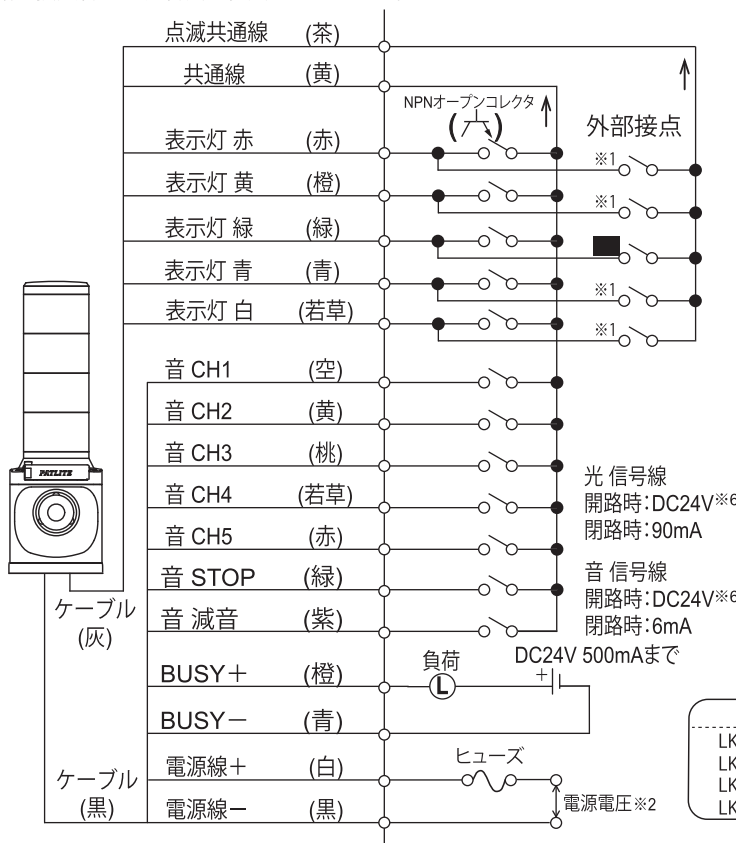 点滅共通線 (茶)
共通線 (黄)
NPNオープンコレクタ
( )
外部接点
表示灯 赤 (赤)
※1
表示灯 黄 (橙)
※1
表示灯 緑 (緑)
表示灯 青 (青)
※1
表示灯 白 (若草)
※1
音 CH1 (空)
音 CH2 (黄)
音 CH3 (桃)
音 CH4 (若草)
音 CH5 (赤)
音 STOP (緑)
音 減音 (紫)
光 信号線
開路時:DC24V※6
閉路時:90mA
音 信号線
開路時:DC24V※6
閉路時:6mA
PATLITE
ケーブル
(灰)
BUSY+ (橙)
負荷
L
DC24V 500mAまで
+
BUSY− (青)
ケーブル
(黒)
電源線+ (白)
ヒューズ
電源線− (黒)
電源電圧※2
LK
LK
LK
LK